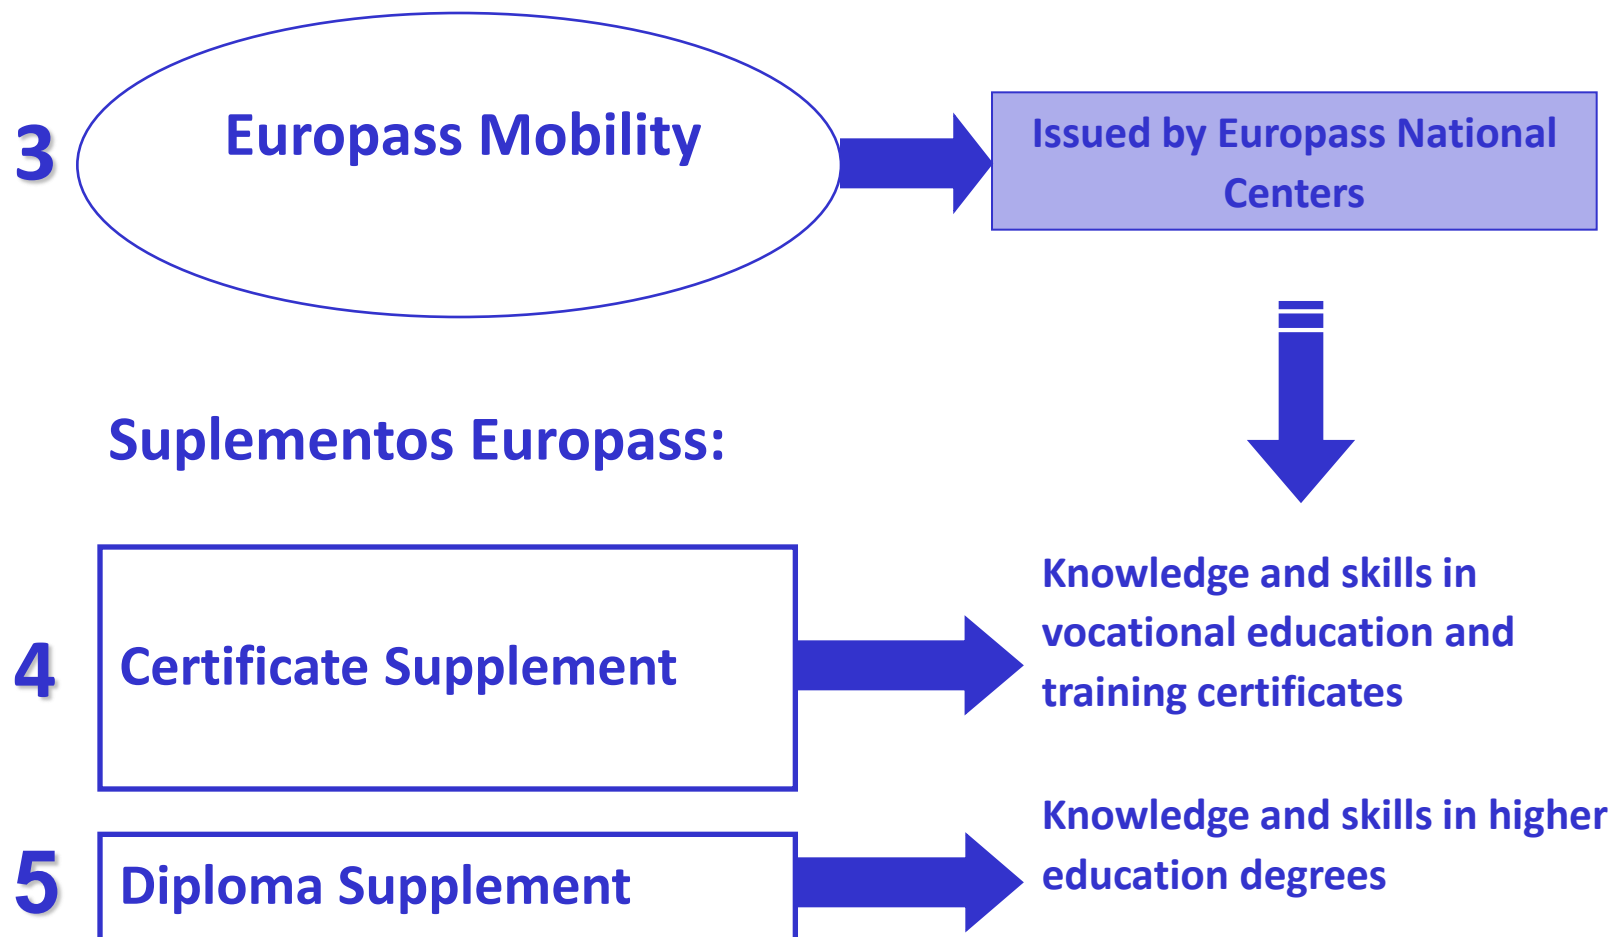 3
Europass Mobility
Issued by Europass National
Centers
Suplementos Europass:
4
Certificate Supplement
Knowledge and skills in
vocational education and
training certificates
5
Diploma Supplement
Knowledge and skills in higher
education degrees